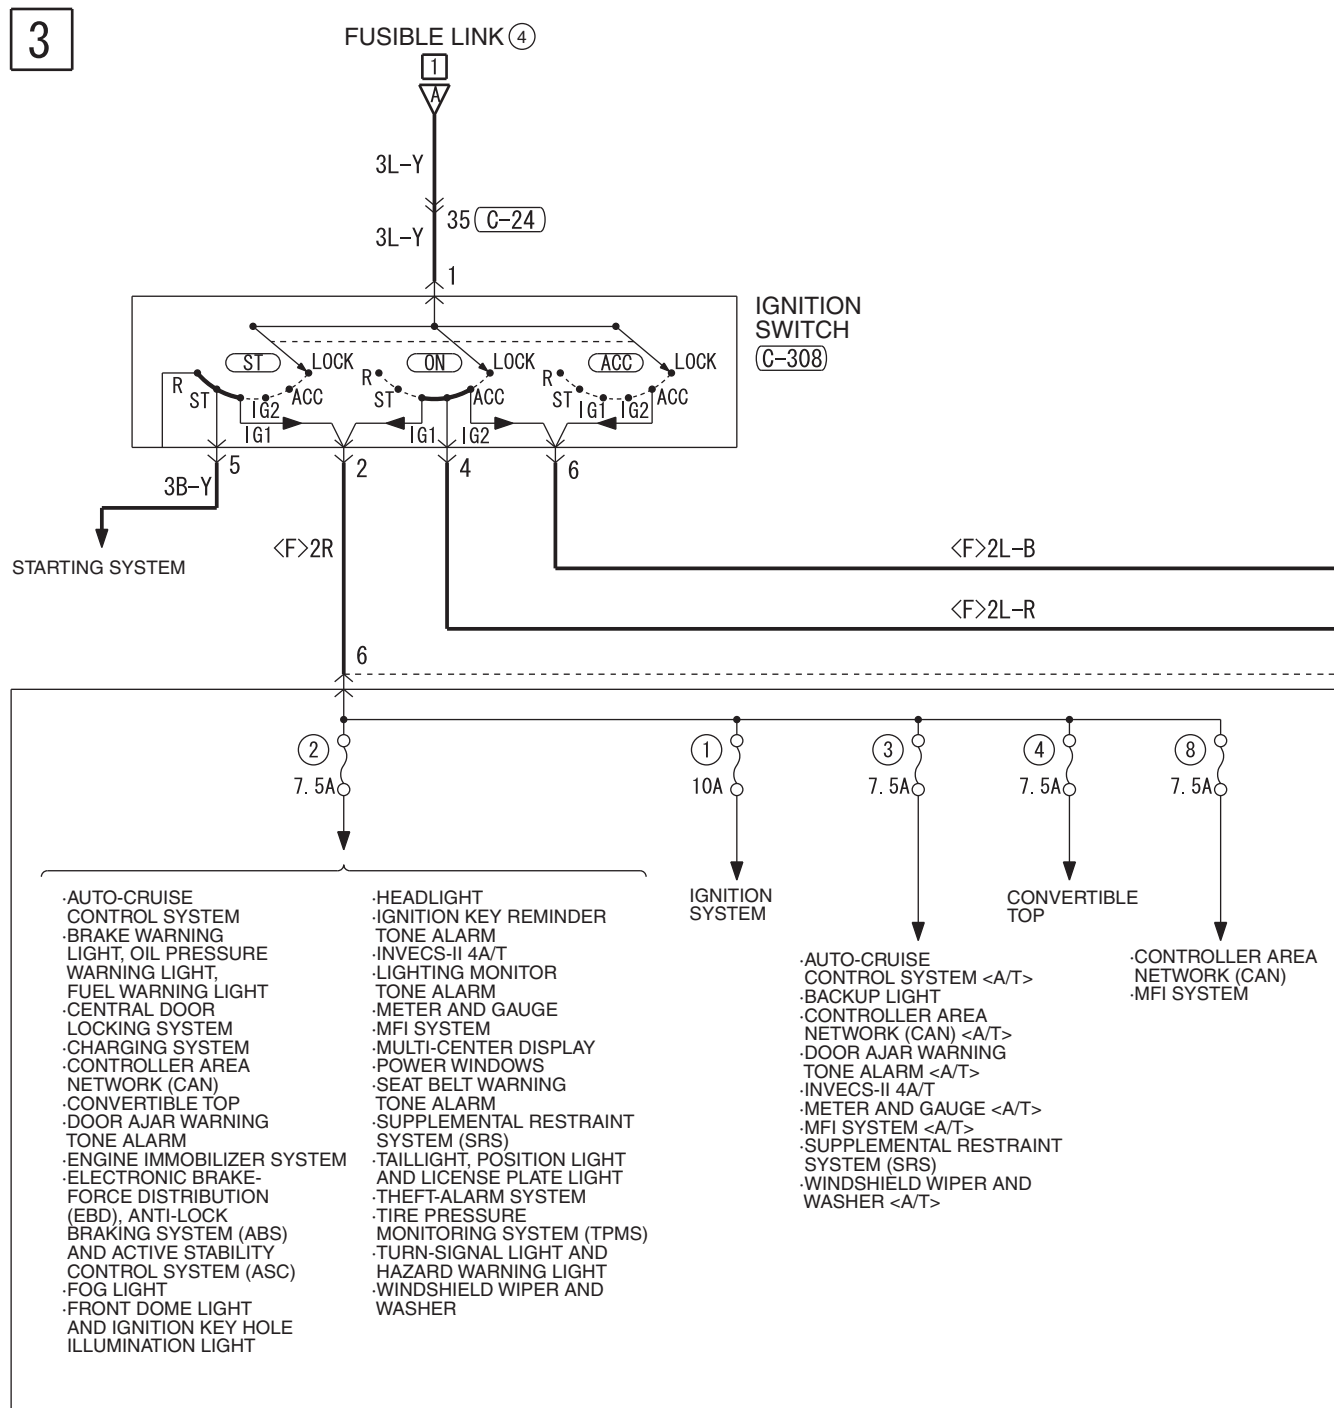 3
FUSIBLE LINK 4
1
A
3L-Y
35 C-24
3L-Y
1
IGNITION
SWITCH
C-308
R ST LOCK
ST IG1 IG2 ACC
R ON LOCK
ST IG1 IG2 ACC
R ACC LOCK
ST IG1 IG2 ACC
5 2 4 6
3B-Y
STARTING SYSTEM
<F>2R
<F>2L-B
<F>2L-R
6
2 1 3 4 8
7.5A 10A 7.5A 7.5A 7.5A
·AUTO-CRUISE
CONTROL SYSTEM
·BRAKE WARNING
LIGHT, OIL PRESSURE
WARNING LIGHT,
FUEL WARNING LIGHT
·CENTRAL DOOR
LOCKING SYSTEM
·CHARGING SYSTEM
·CONTROLLER AREA
NETWORK (CAN)
·CONVERTIBLE TOP
·DOOR AJAR WARNING
TONE ALARM
·ENGINE IMMOBILIZER SYSTEM
·ELECTRONIC BRAKE-
FORCE DISTRIBUTION
(EBD), ANTI-LOCK
BRAKING SYSTEM (ABS)
AND ACTIVE STABILITY
CONTROL SYSTEM (ASC)
·FOG LIGHT
·FRONT DOME LIGHT
AND IGNITION KEY HOLE
ILLUMINATION LIGHT
·HEADLIGHT
·IGNITION KEY REMINDER
TONE ALARM
·INVECS-II 4A/T
·LIGHTING MONITOR
TONE ALARM
·METER AND GAUGE
·MFI SYSTEM
·MULTI-CENTER DISPLAY
·POWER WINDOWS
·SEAT BELT WARNING
TONE ALARM
·SUPPLEMENTAL RESTRAINT
SYSTEM (SRS)
·TAILLIGHT, POSITION LIGHT
AND LICENSE PLATE LIGHT
·THEFT-ALARM SYSTEM
·TIRE PRESSURE
MONITORING SYSTEM (TPMS)
·TURN-SIGNAL LIGHT AND
HAZARD WARNING LIGHT
·WINDSHIELD WIPER AND
WASHER
IGNITION
SYSTEM
·AUTO-CRUISE
CONTROL SYSTEM <A/T>
·BACKUP LIGHT
·CONTROLLER AREA
NETWORK (CAN) <A/T>
·DOOR AJAR WARNING
TONE ALARM <A/T>
·INVECS-II 4A/T
·METER AND GAUGE <A/T>
·MFI SYSTEM <A/T>
·SUPPLEMENTAL RESTRAINT
SYSTEM (SRS)
·WINDSHIELD WIPER AND
WASHER <A/T>
CONVERTIBLE
TOP
·CONTROLLER AREA
NETWORK (CAN)
·MFI SYSTEM